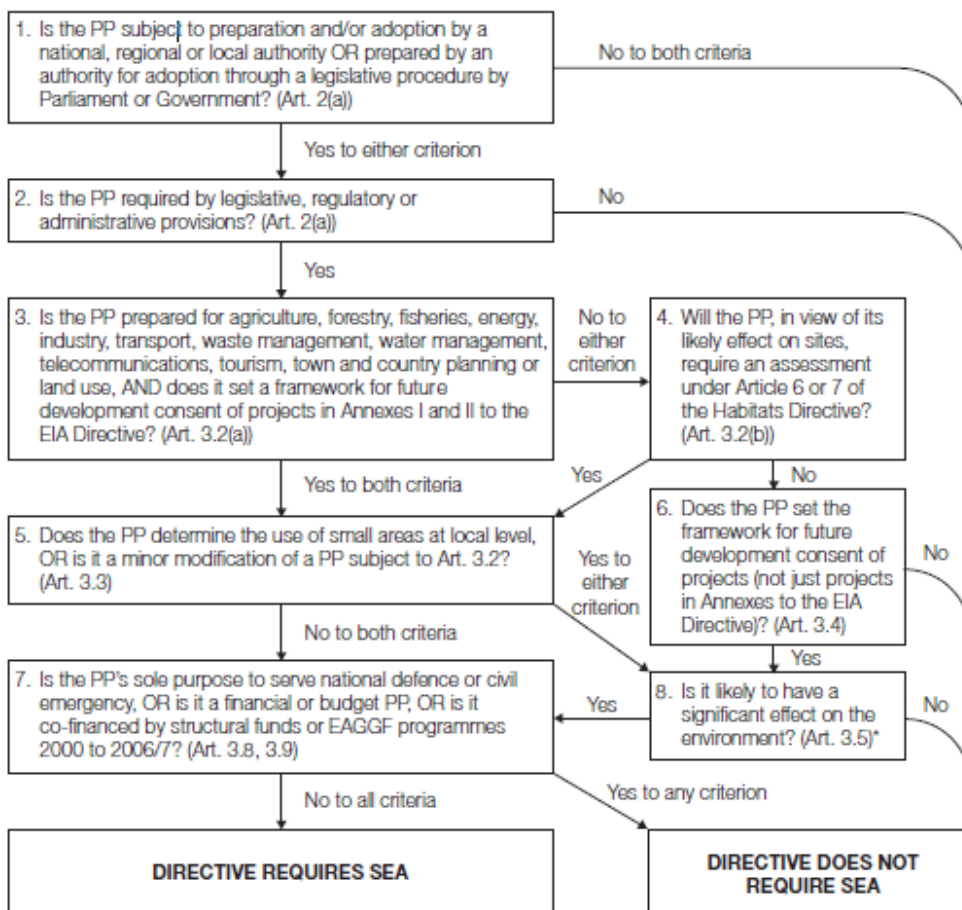 1. Is the PP subject to preparation and/or adoption by a
national, regional or local authority OR prepared by an
authority for adoption through a legislative procedure by
Parliament or Government? (Art. 2(a))
No to both criteria
Yes to either criterion
2. Is the PP required by legislative, regulatory or
administrative provisions? (Art. 2(a))
No
Yes
3. Is the PP prepared for agriculture, forestry, fisheries, energy,
industry, transport, waste management, water management,
telecommunications, tourism, town and country planning or
land use, AND does it set a framework for future
development consent of projects in Annexes I and II to the
EIA Directive? (Art. 3.2(a))
No to
either
criterion
4. Will the PP, in view of its
likely effect on sites,
require an assessment
under Article 6 or 7 of
the Habitats Directive?
(Art. 3.2(b))
Yes to both criteria
Yes
No
5. Does the PP determine the use of small areas at local level,
OR is it a minor modification of a PP subject to Art. 3.2?
(Art. 3.3)
Yes to
either
criterion
6. Does the PP set the
framework for future
development consent of
projects (not just projects
in Annexes to the EIA
Directive)? (Art. 3.4)
No
No to both criteria
Yes
7. Is the PP's sole purpose to serve national defence or civil
emergency, OR is it a financial or budget PP, OR is it
co-financed by structural funds or EAGGF programmes
2000 to 2006/7? (Art. 3.8, 3.9)
Yes
8. Is it likely to have a
significant effect on the
environment? (Art. 3.5)*
No
No to all criteria
Yes to any criterion
DIRECTIVE REQUIRES SEA
DIRECTIVE DOES NOT
REQUIRE SEA